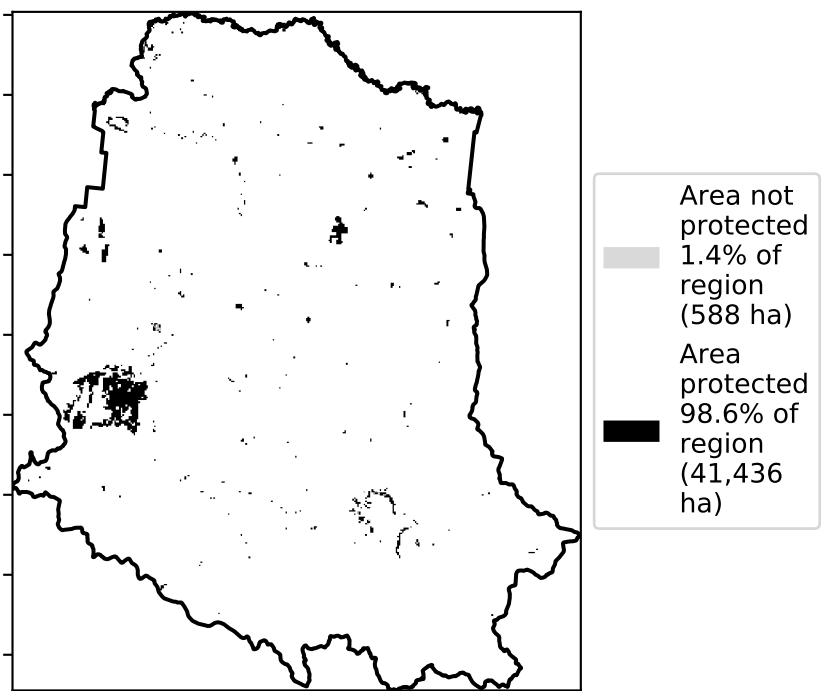 Area not
protected
1.4% of
region
(588 ha)
Area
protected
98.6% of
region
(41,436
ha)